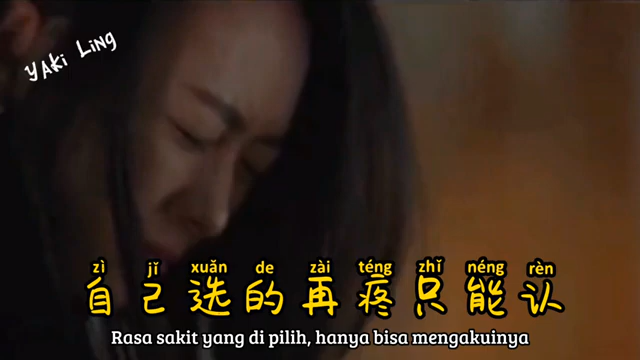 YAKi LiNg
zì jǐ xuǎn de zài téng zhǐ néng rèn
自己选的再疼只能认
Rasa sakit yang di pilih, hanya bisa mengakuinya